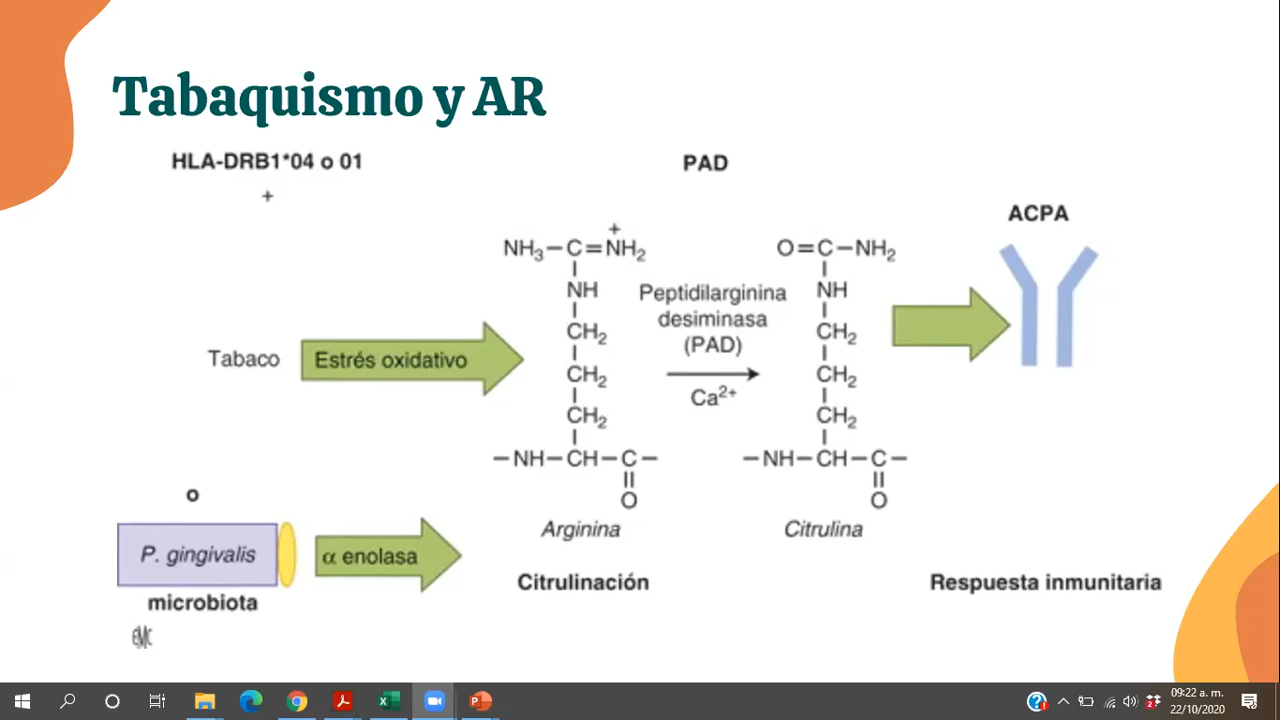 Tabaquismo y AR
HLA-DRB1*04 o 01
+
PAD
ACPA
NH3—C=NH2
+
NH
CH2
CH2
CH2
—NH—CH—C—
O
Arginina
Peptidilarginina
desiminasa
(PAD)
Ca2+
O=C—NH2
NH
CH2
CH2
CH2
—NH—CH—C—
O
Citrulina
Tabaco
Estrés oxidativo
o
P. gingivalis
microbiota
α enolasa
Citrulinación
Respuesta inmunitaria
EMC
09:22 a. m.
22/10/2020